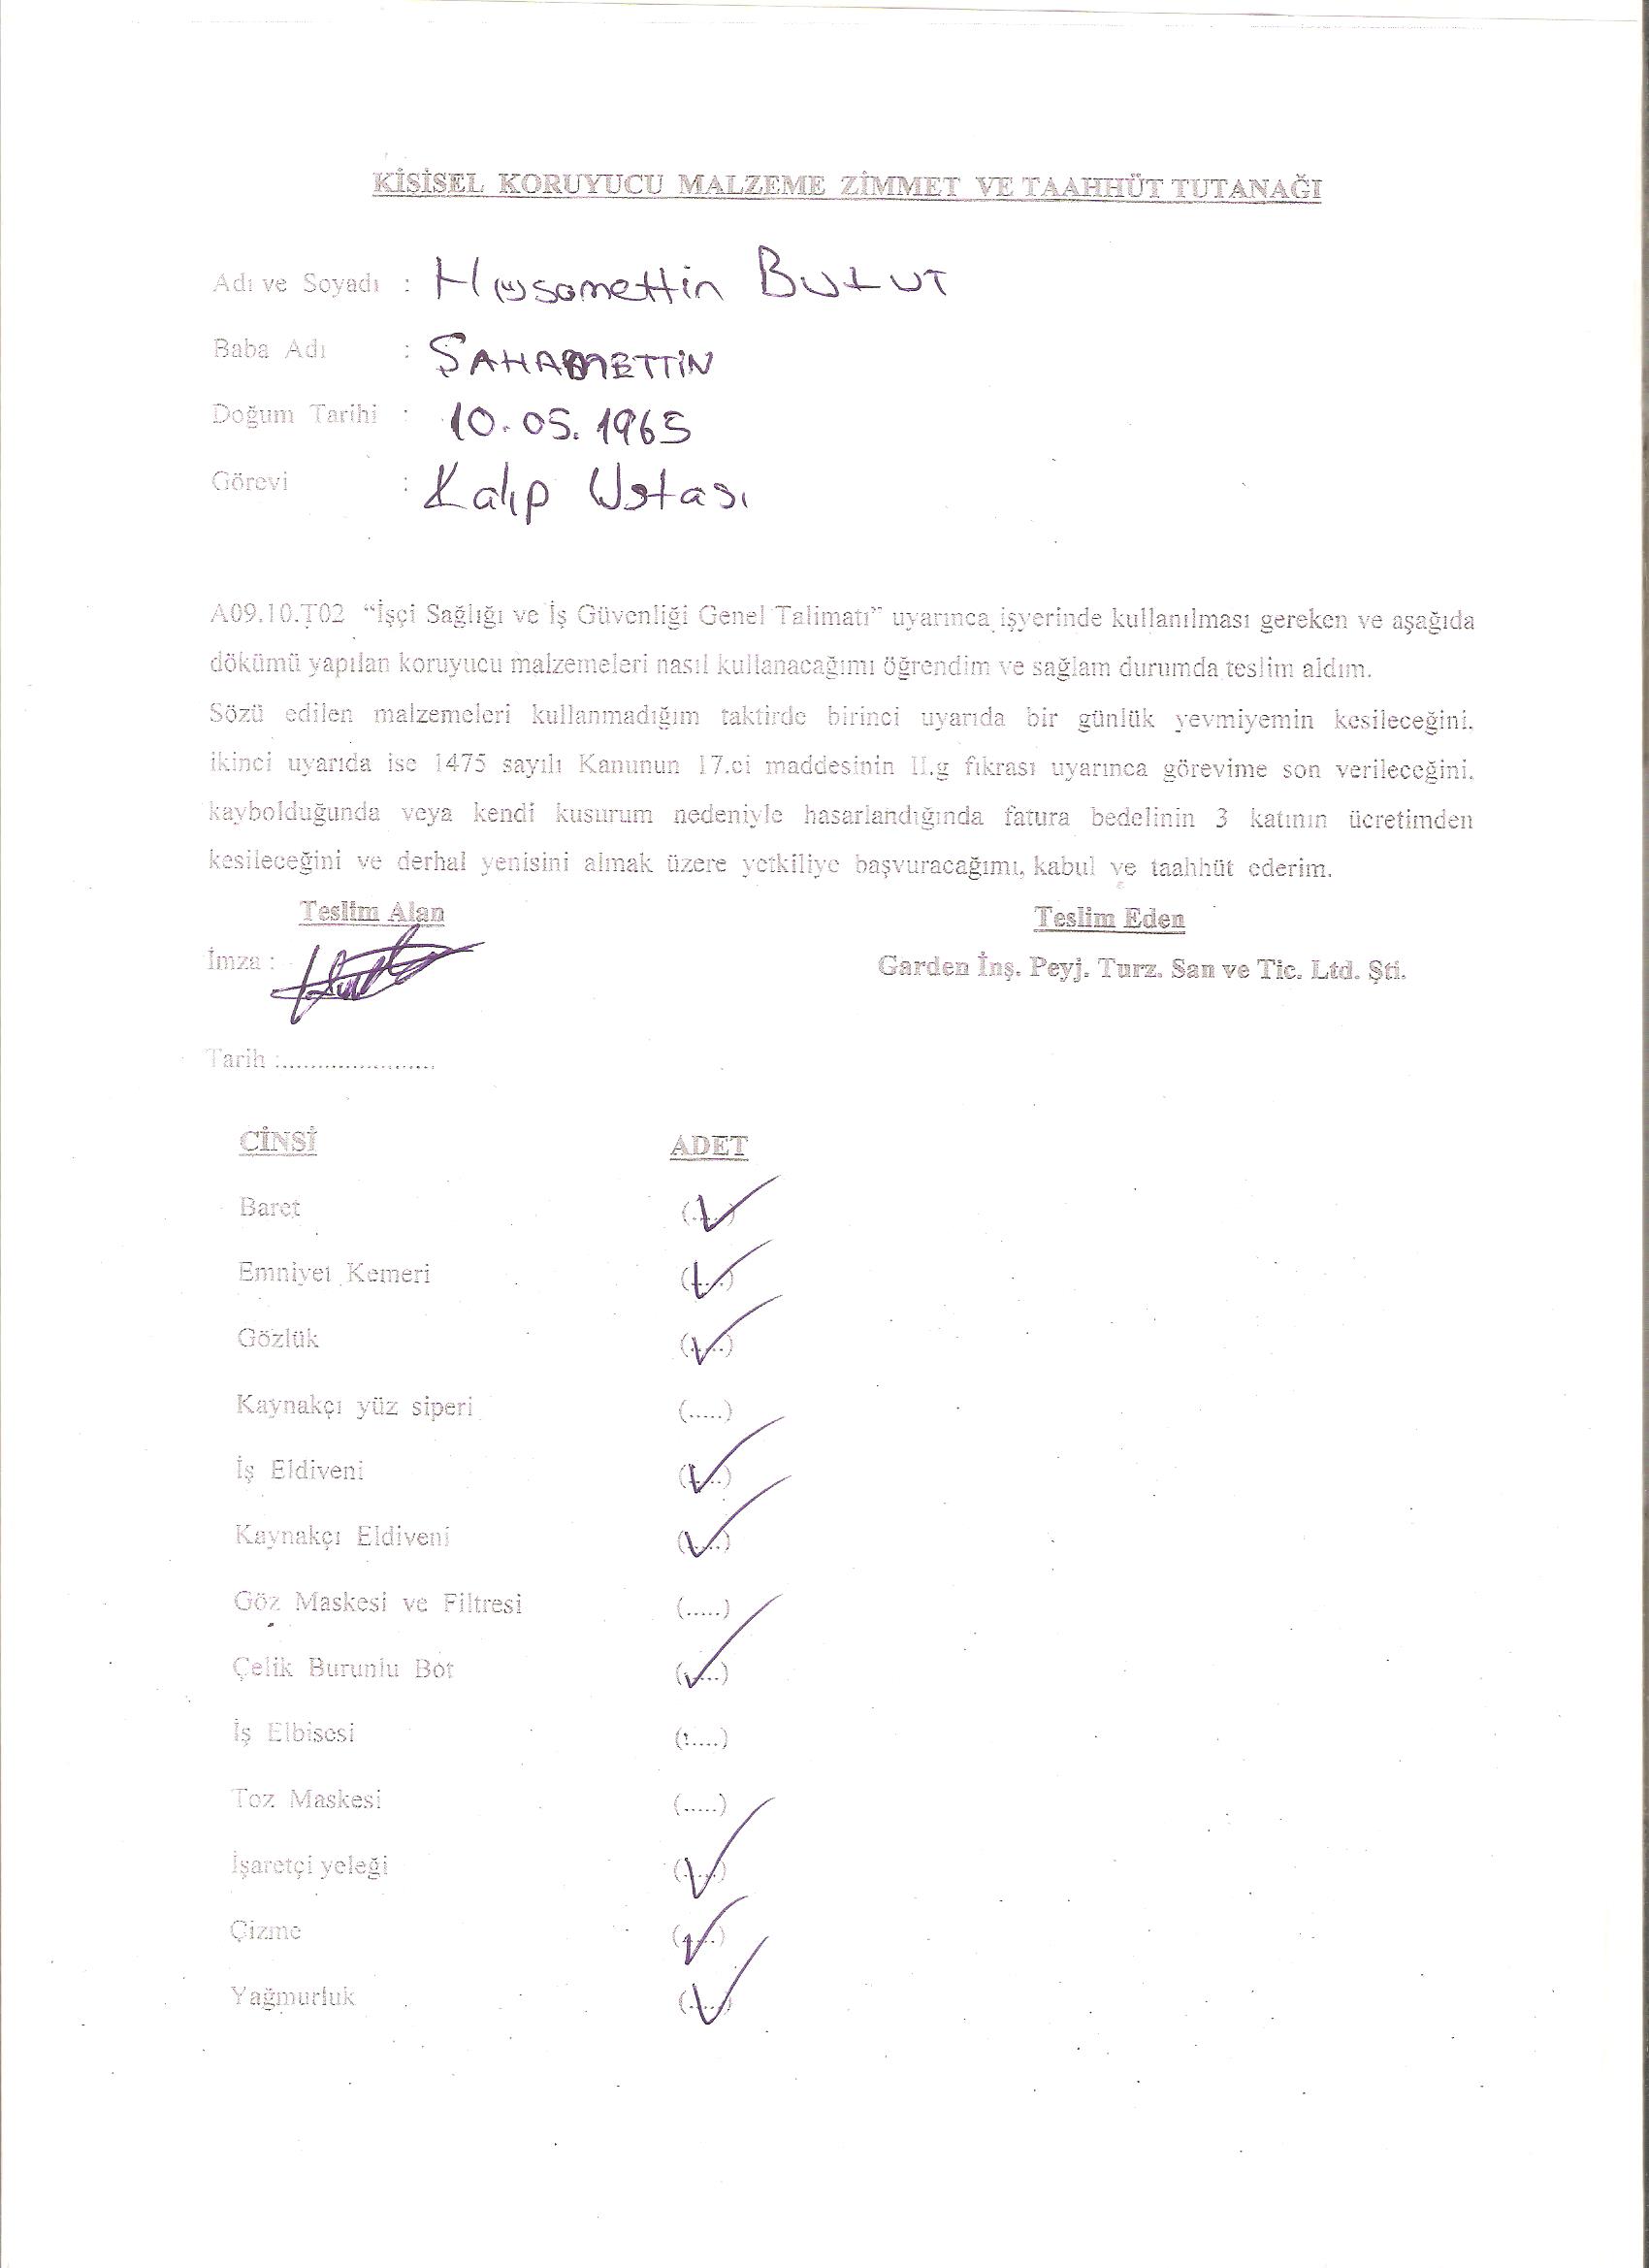 KİŞİSEL KORUYUCU MALZEME ZİMMET VE TAAHHÜT TUTANAĞI
Adı ve Soyadı : Hüsamettin BULUT
Baba Adı :
Doğum Tarihi : 10.05.1965
Görevi : Kalıp Ustası
A09.10.T02 “İşçi Sağlığı ve İş Güvenliği Genel Talimatı” uyarınca işyerinde kullanılması gereken ve aşağıda
dökümü yapılan koruyucu malzemeleri nasıl kullanacağımı öğrendim ve sağlam durumda teslim aldım.
Sözü edilen malzemeleri kullanmadığım taktirde birinci uyarıda bir günlük yevmiyemin kesileceğini,
ikinci uyarıda ise 1475 sayılı Kanunun 17.ci maddesinin II.g fıkrası uyarınca görevime son verileceğini,
kaybolduğunda veya kendi kusurum nedeniyle hasarlandığında fatura bedelinin 3 katının ücretimden
kesileceğini ve derhal yenisini almak üzere yetkiliye başvuracağımı, kabul ve taahhüt ederim.
Teslim Alan Teslim Eden
İmza : Garden İnş. Peyj. Turz. San ve Tic. Ltd. Şti.
Tarih :......................
CİNSİ ADET
Baret (.....)
Emniyet Kemeri (.....)
Gözlük (.....)
Kaynakçı yüz siperi (.....)
İş Eldiveni (.....)
Kaynakçı Eldiveni (.....)
Göz Maskesi ve Filtresi (.....)
Çelik Burunlu Bot (.....)
İş Elbisesi (.....)
Toz Maskesi (.....)
İşaretçi yeleği (.....)
Çizme (.....)
Yağmurluk (.....)